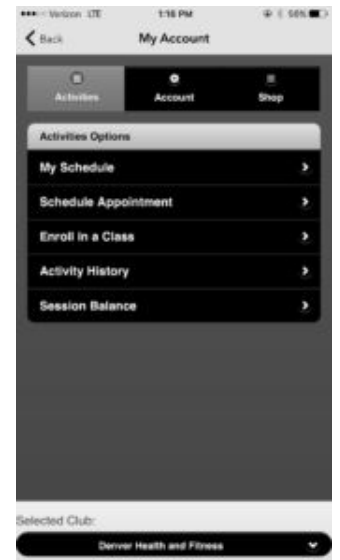 Verizon LTE 1:16 PM 98%
Back My Account
Activities Account Shop
Activities Options
My Schedule
Schedule Appointment
Enroll in a Class
Activity History
Session Balance
Selected Club:
Denver Health and Fitness